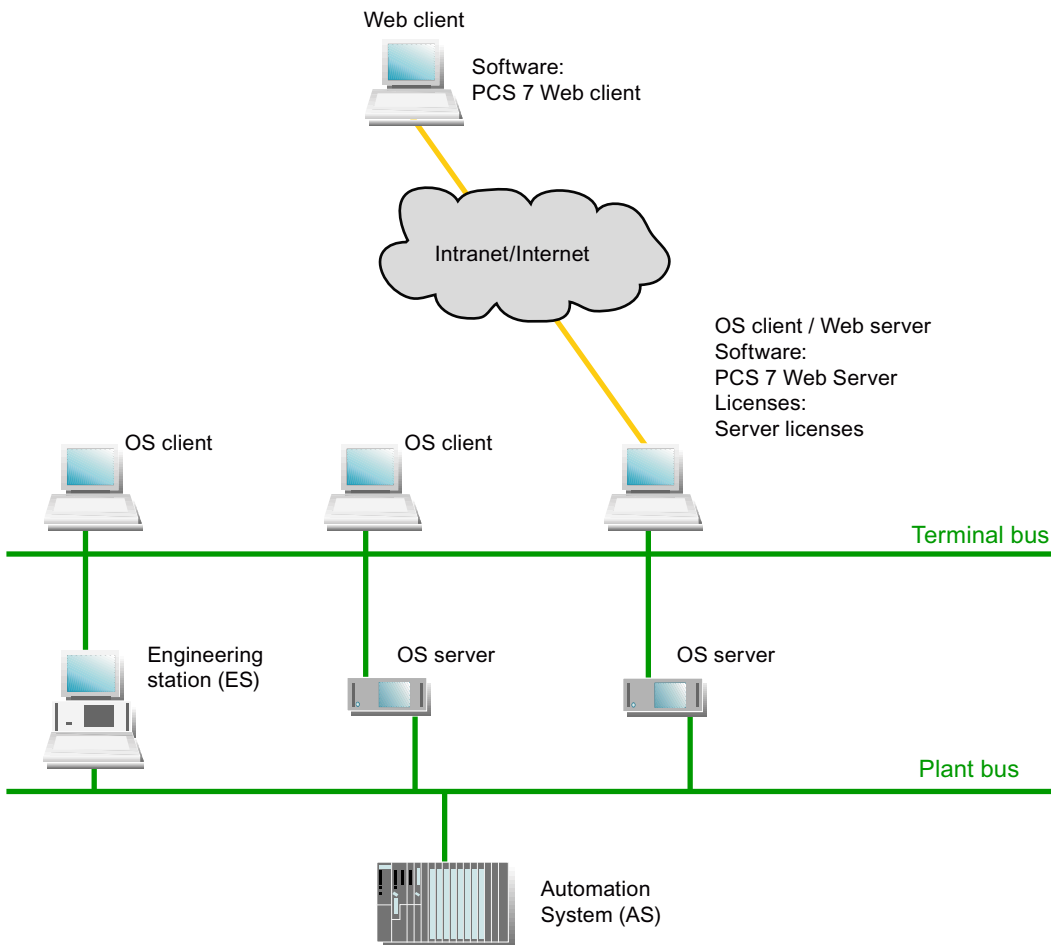 Web client
Software:
PCS 7 Web client
Intranet/Internet
OS client / Web server
Software:
PCS 7 Web Server
Licenses:
Server licenses
OS client
OS client
Terminal bus
Engineering
station (ES)
OS server
OS server
Plant bus
Automation
System (AS)